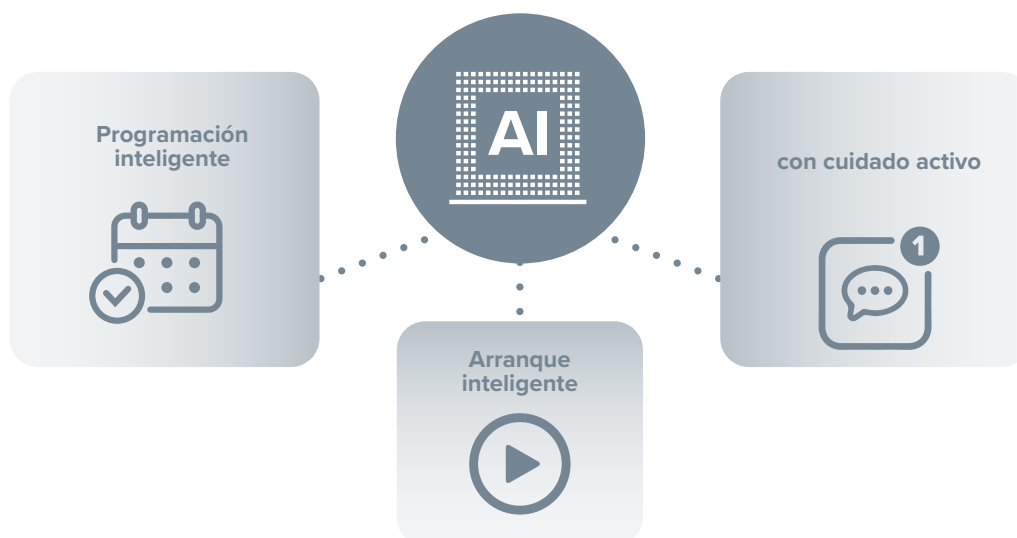 AI
Programación
inteligente
con cuidado activo
1
Arranque
inteligente